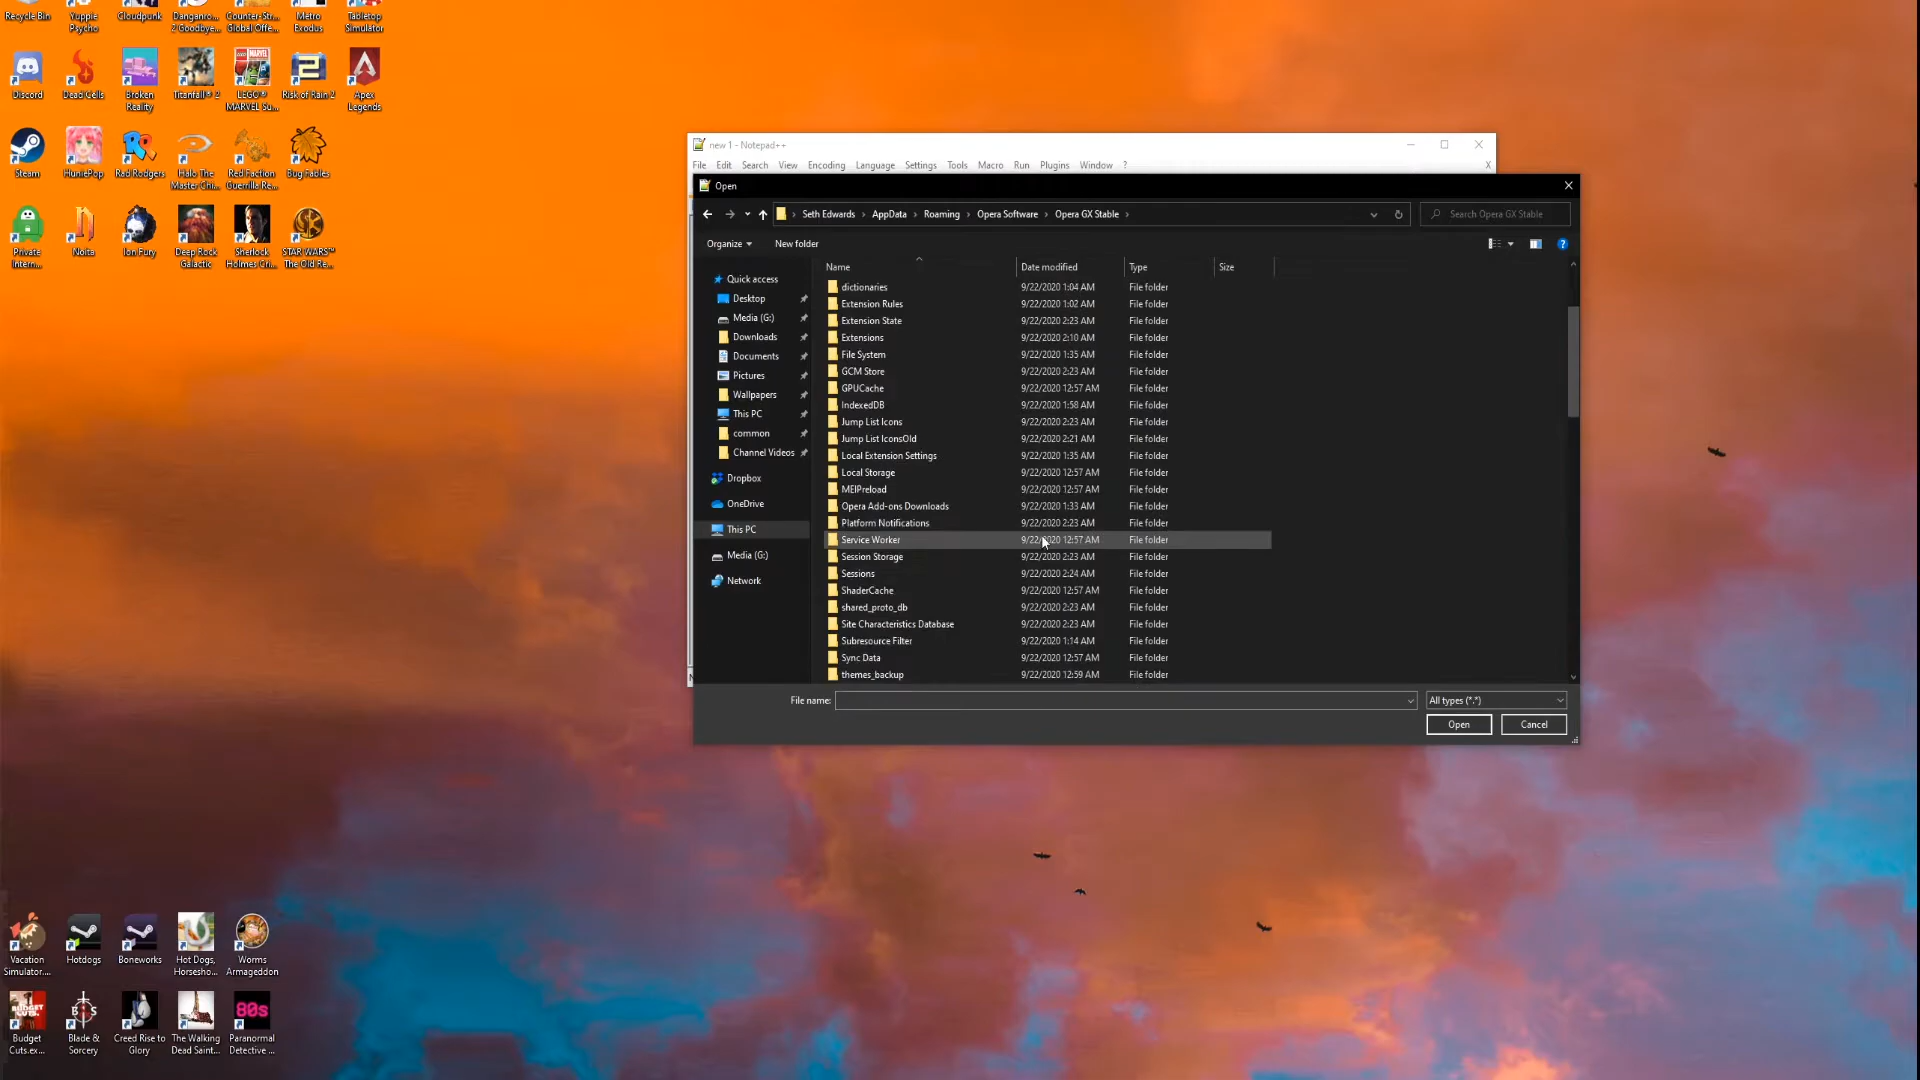 Recycle Bin
Yuppie
Psycho
Cloudpunk
Danganro...
2 Goodbye...
Counter-Str...
Global Offe...
Metro
Exodus
Tabletop
Simulator
Discord
Dead Cells
Broken
Reality
Titanfall® 2
LEGO®
MARVEL Su...
Risk of Rain 2
Apex
Legends
Steam
HuniePop
Rad Rodgers
Halo The
Master Chi...
Red Faction
Guerrilla Re...
Bug Fables
Private
Intern...
Noita
Ion Fury
Deep Rock
Galactic
Sherlock
Holmes Cri...
STAR WARS™
The Old Re...
new 1 - Notepad++
File Edit Search View Encoding Language Settings Tools Macro Run Plugins Window ? X
Open
Seth Edwards › AppData › Roaming › Opera Software › Opera GX Stable ›
Search Opera GX Stable
Organize
New folder
Quick access
Desktop
Media (G:)
Downloads
Documents
Pictures
Wallpapers
This PC
common
Channel Videos
Dropbox
OneDrive
This PC
Media (G:)
Network
Name Date modified Type Size
dictionaries 9/22/2020 1:04 AM File folder
Extension Rules 9/22/2020 1:02 AM File folder
Extension State 9/22/2020 2:23 AM File folder
Extensions 9/22/2020 2:10 AM File folder
File System 9/22/2020 1:35 AM File folder
GCM Store 9/22/2020 2:23 AM File folder
GPUCache 9/22/2020 12:57 AM File folder
IndexedDB 9/22/2020 1:58 AM File folder
Jump List Icons 9/22/2020 2:23 AM File folder
Jump List IconsOld 9/22/2020 2:21 AM File folder
Local Extension Settings 9/22/2020 1:35 AM File folder
Local Storage 9/22/2020 12:57 AM File folder
MEIPreload 9/22/2020 12:57 AM File folder
Opera Add-ons Downloads 9/22/2020 1:33 AM File folder
Platform Notifications 9/22/2020 2:23 AM File folder
Service Worker 9/22/2020 12:57 AM File folder
Session Storage 9/22/2020 2:23 AM File folder
Sessions 9/22/2020 2:24 AM File folder
ShaderCache 9/22/2020 12:57 AM File folder
shared_proto_db 9/22/2020 2:23 AM File folder
Site Characteristics Database 9/22/2020 2:23 AM File folder
Subresource Filter 9/22/2020 1:14 AM File folder
Sync Data 9/22/2020 12:57 AM File folder
themes_backup 9/22/2020 12:59 AM File folder
File name:
All types (*.*)
Open
Cancel
Vacation
Simulator....
Hotdogs
Boneworks
Hot Dogs,
Horsesho...
Worms
Armageddon
Budget
Cuts.ex...
Blade &
Sorcery
Creed Rise to
Glory
The Walking
Dead Saint...
80s
Paranormal
Detective ...